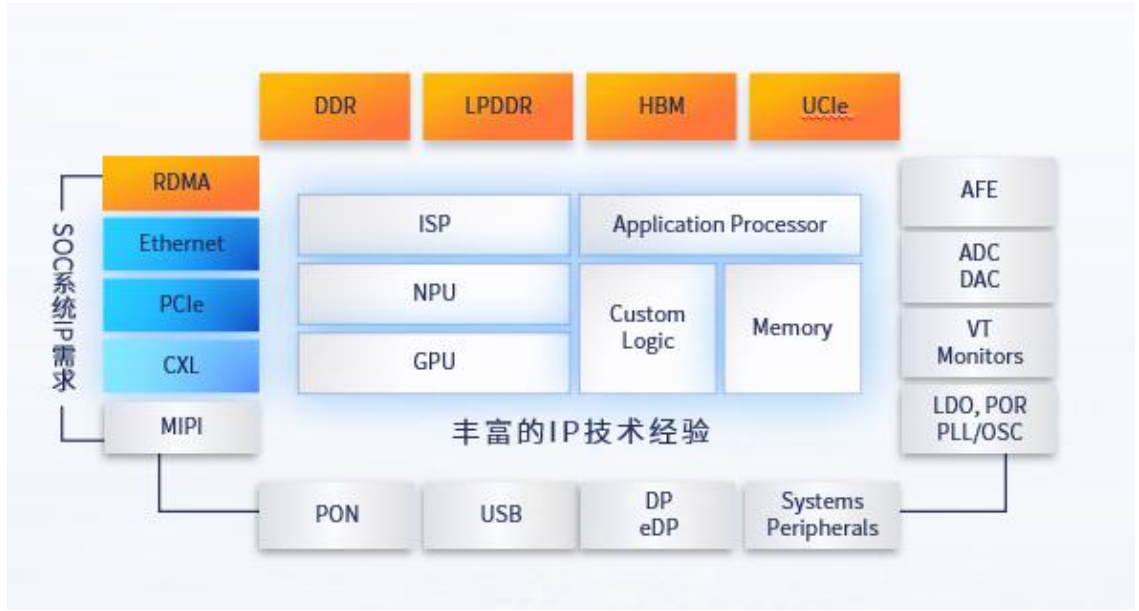 DDR
LPDDR
HBM
UCIe
RDMA
Ethernet
PCIe
CXL
MIPI
SOC系统IP需求
ISP
NPU
GPU
Application Processor
Custom
Logic
Memory
丰富的IP技术经验
AFE
ADC
DAC
VT
Monitors
LDO, POR
PLL/OSC
PON
USB
DP
eDP
Systems
Peripherals